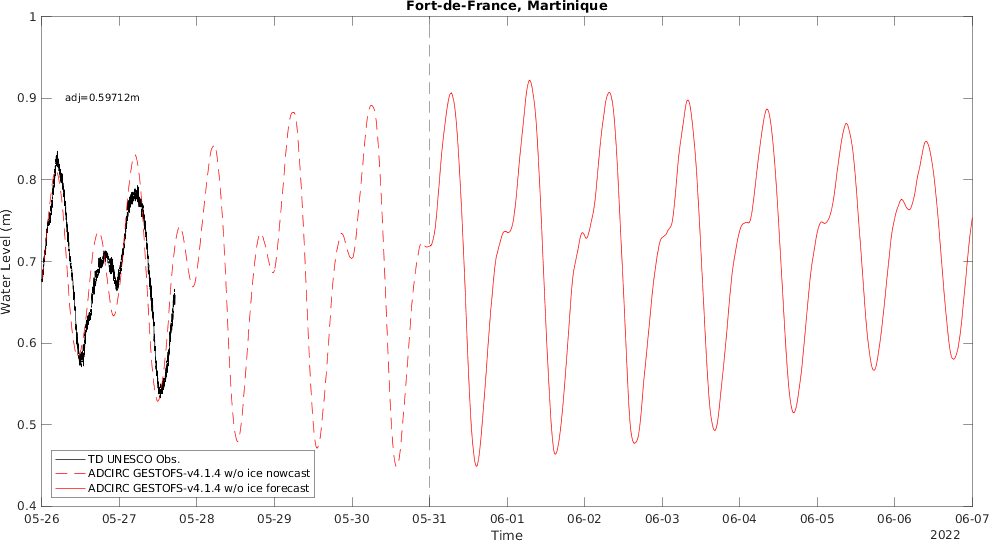 Fort-de-France, Martinique
1
0.9
0.8
0.7
0.6
0.5
0.4
Water Level (m)
adj=0.59712m
TD UNESCO Obs.
ADCIRC GESTOFS-v4.1.4 w/o ice nowcast
ADCIRC GESTOFS-v4.1.4 w/o ice forecast
05-26 05-27 05-28 05-29 05-30 05-31 06-01 06-02 06-03 06-04 06-05 06-06 06-07
Time
2022